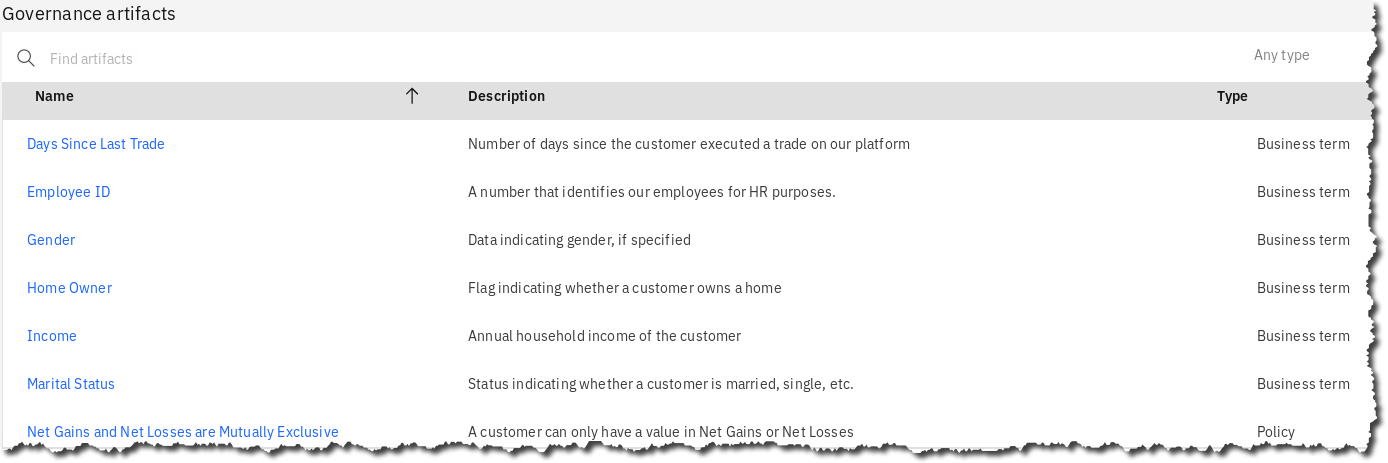 Governance artifacts
Find artifacts Any type
Name Description Type
Days Since Last Trade Number of days since the customer executed a trade on our platform Business term
Employee ID A number that identifies our employees for HR purposes. Business term
Gender Data indicating gender, if specified Business term
Home Owner Flag indicating whether a customer owns a home Business term
Income Annual household income of the customer Business term
Marital Status Status indicating whether a customer is married, single, etc. Business term
Net Gains and Net Losses are Mutually Exclusive A customer can only have a value in Net Gains or Net Losses Policy